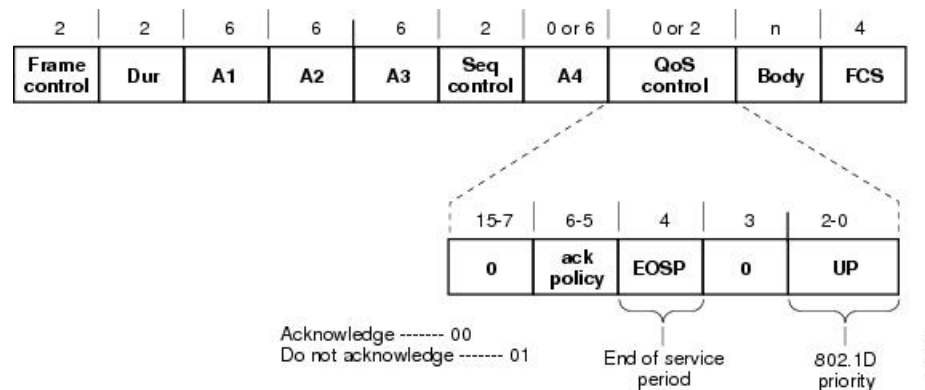 2 2 6 6 6 2 0 or 6 0 or 2 n 4
Frame control Dur A1 A2 A3 Seq control A4 QoS control Body FCS
15-7 6-5 4 3 2-0
0 ack policy EOSP 0 UP
Acknowledge ------- 00
Do not acknowledge ------- 01
End of service period
802.1D priority